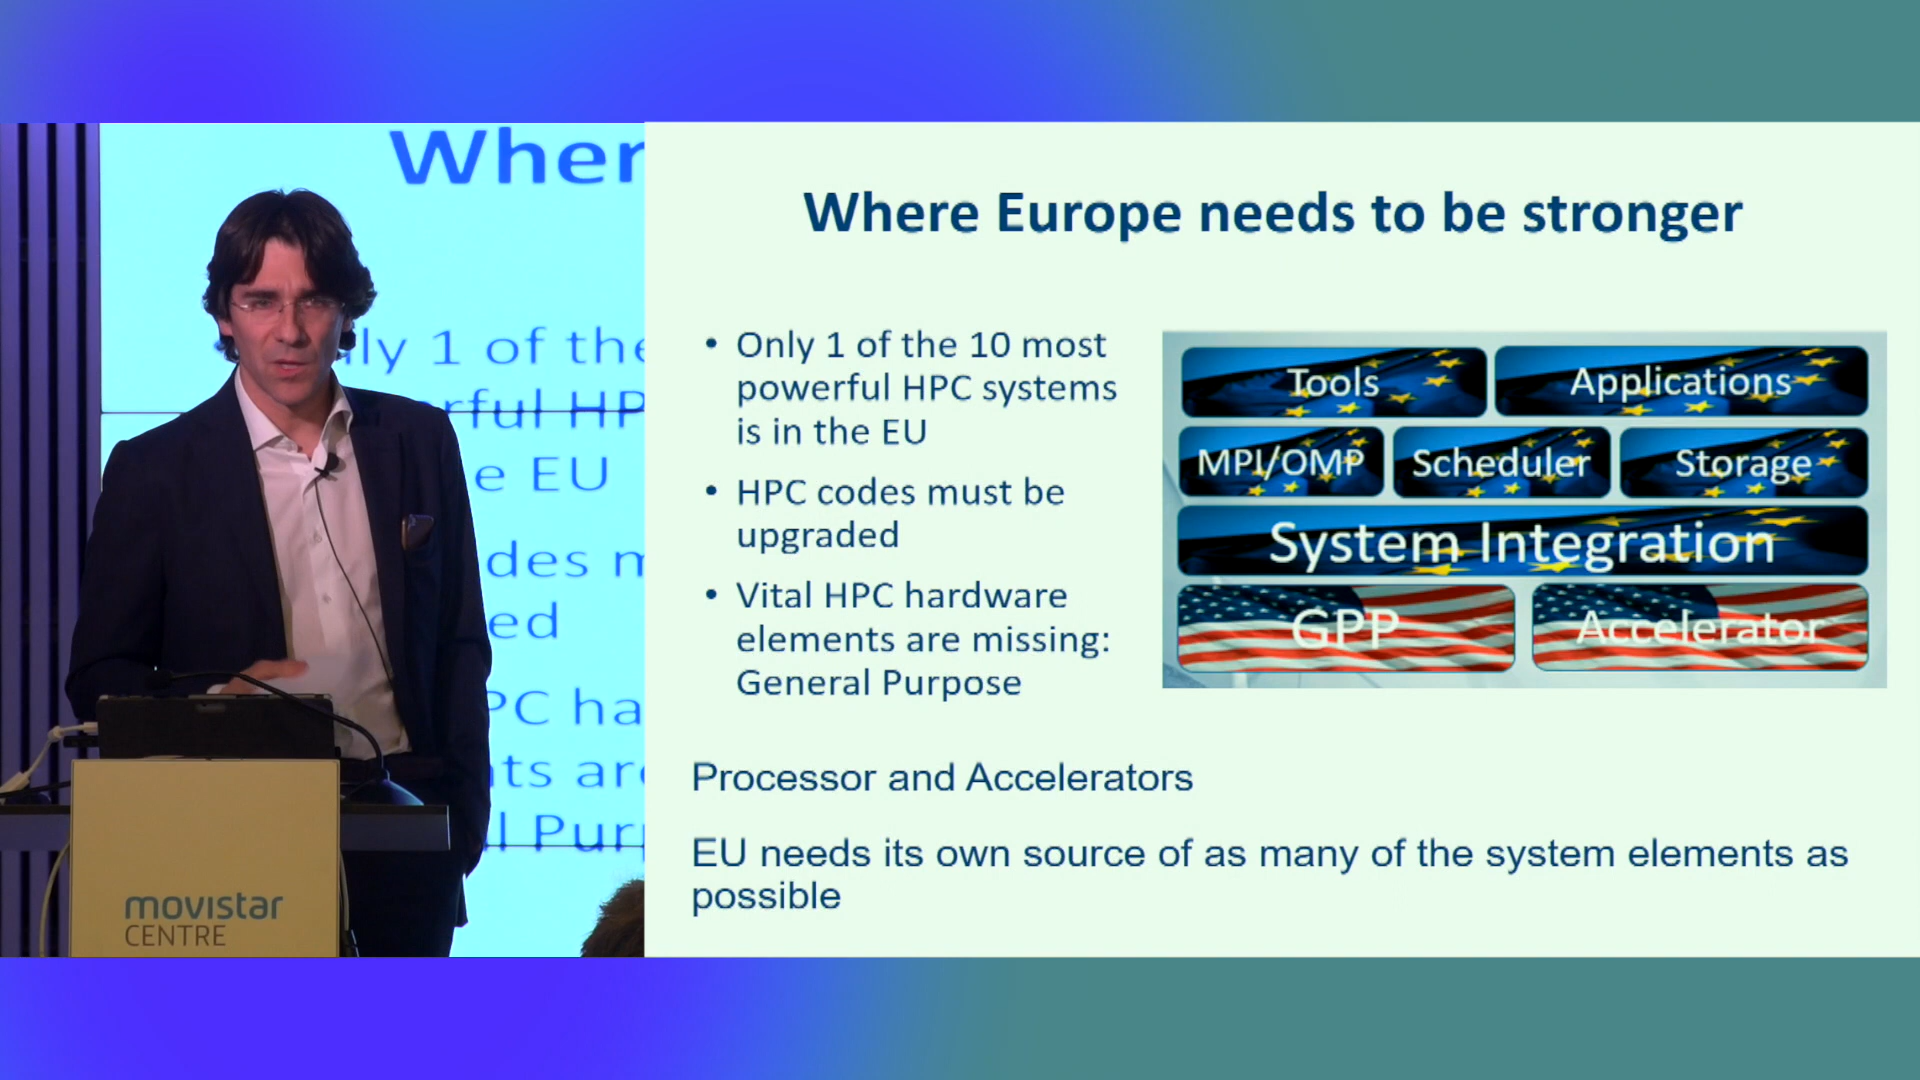 Wher
ly 1 of the
rful HP
e EU
des m
ed
PC ha
ts are
l Purp
movistar
CENTRE
Where Europe needs to be stronger
• Only 1 of the 10 most
powerful HPC systems
is in the EU
• HPC codes must be
upgraded
• Vital HPC hardware
elements are missing:
General Purpose
Processor and Accelerators
EU needs its own source of as many of the system elements as
possible
Tools Applications
MPI/OMP Scheduler Storage
System Integration
GPP Accelerator